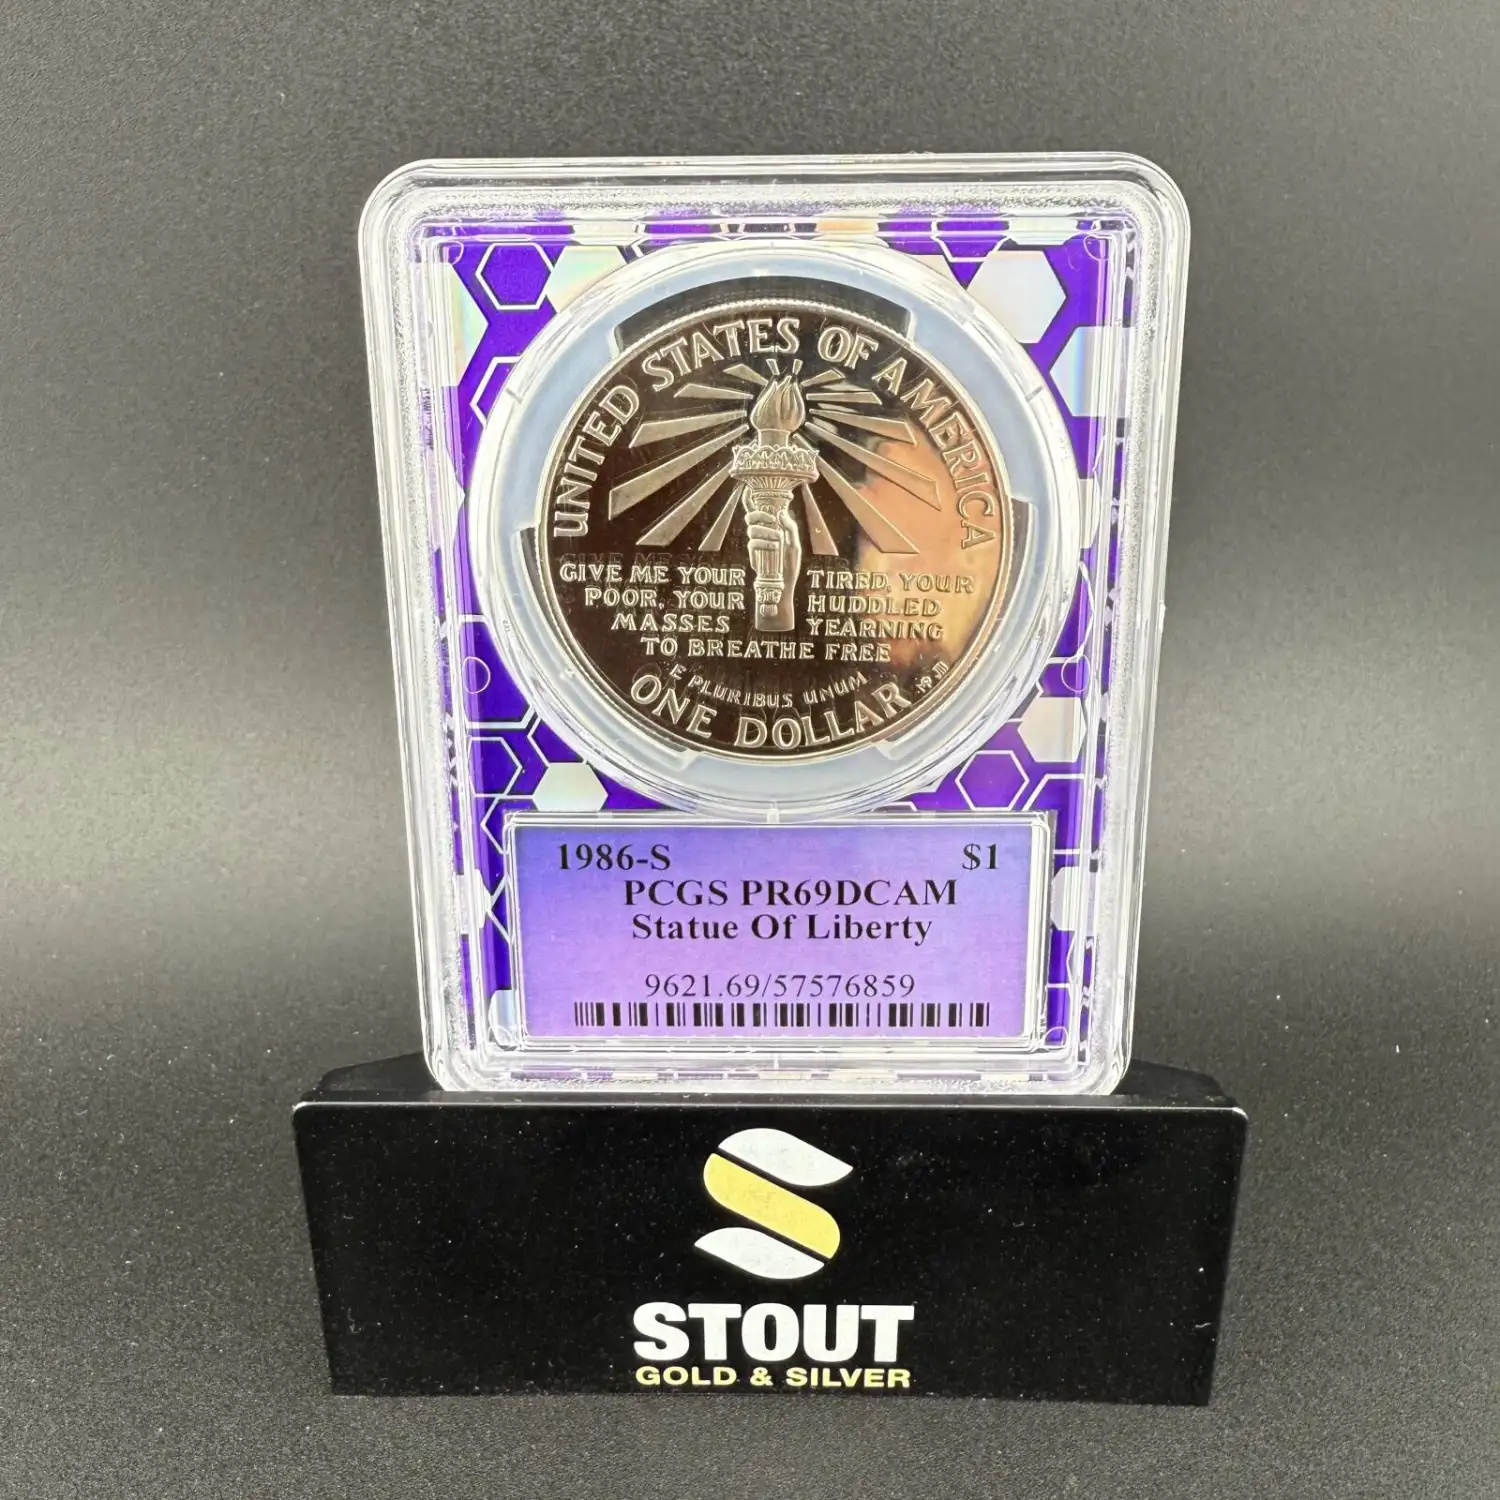 UNITED STATES OF AMERICA
GIVE ME YOUR TIRED, YOUR
POOR, YOUR HUDDLED
MASSES YEARNING
TO BREATHE FREE
E PLURIBUS UNUM
ONE DOLLAR
1986-S $1
PCGS PR69DCAM
Statue Of Liberty
9621.69/57576859
STOUT
GOLD & SILVER